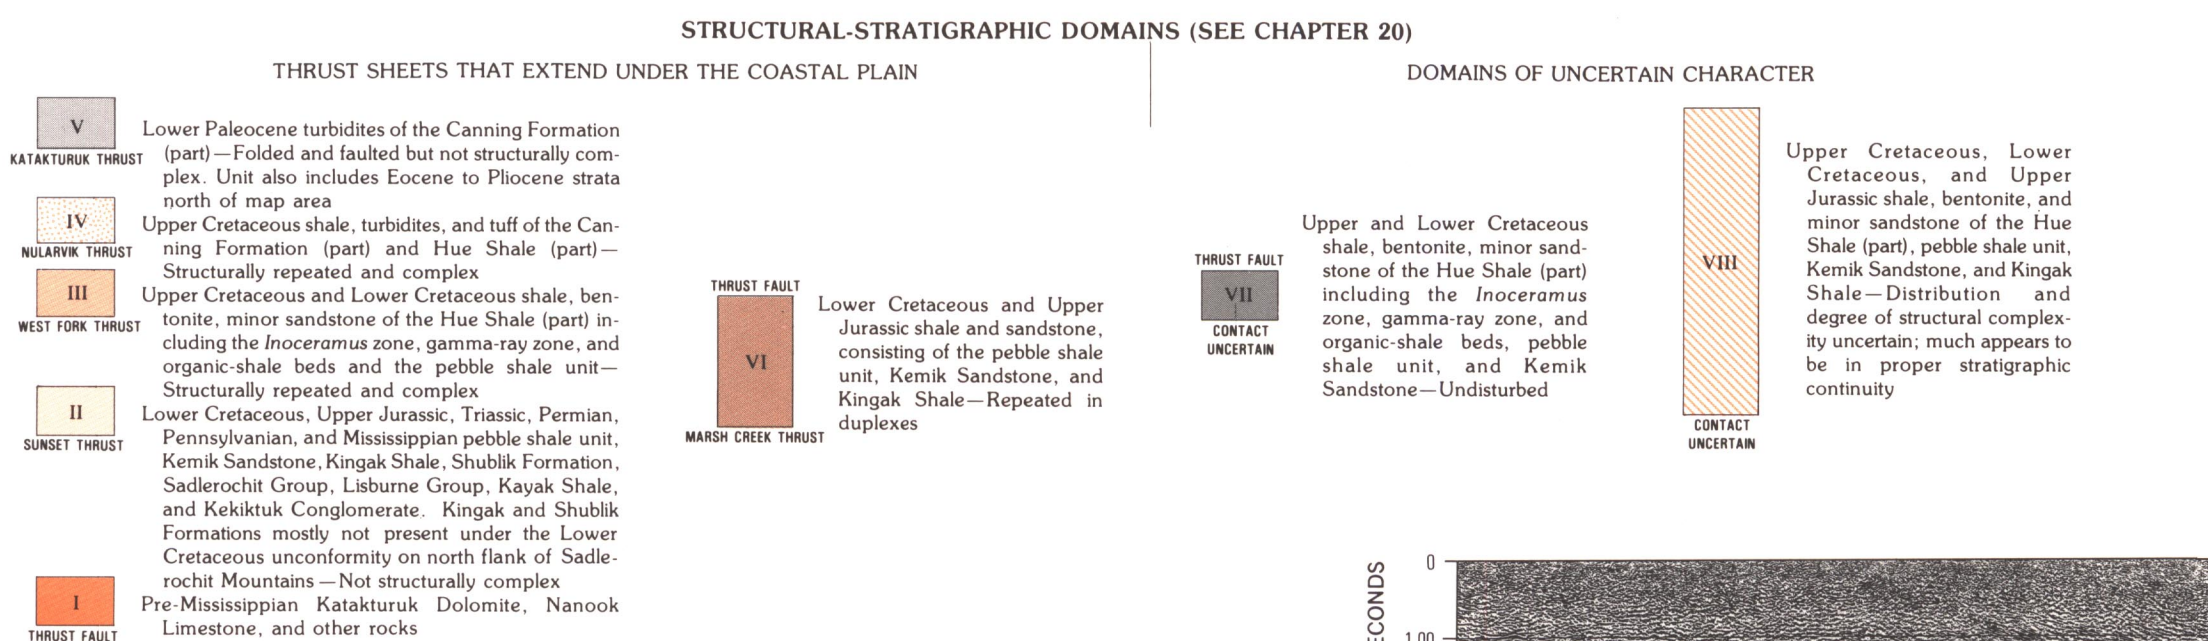 STRUCTURAL-STRATIGRAPHIC DOMAINS (SEE CHAPTER 20)
THRUST SHEETS THAT EXTEND UNDER THE COASTAL PLAIN
V
KATAKTURUK THRUST
Lower Paleocene turbidites of the Canning Formation
(part)—Folded and faulted but not structurally com-
plex. Unit also includes Eocene to Pliocene strata
north of map area
IV
NULARVIK THRUST
Upper Cretaceous shale, turbidites, and tuff of the Can-
ning Formation (part) and Hue Shale (part)—
Structurally repeated and complex
III
WEST FORK THRUST
Upper Cretaceous and Lower Cretaceous shale, ben-
tonite, minor sandstone of the Hue Shale (part) in-
cluding the Inoceramus zone, gamma-ray zone, and
organic-shale beds and the pebble shale unit—
Structurally repeated and complex
II
SUNSET THRUST
Lower Cretaceous, Upper Jurassic, Triassic, Permian,
Pennsylvanian, and Mississippian pebble shale unit,
Kemik Sandstone, Kingak Shale, Shublik Formation,
Sadlerochit Group, Lisburne Group, Kayak Shale,
and Kekiktuk Conglomerate. Kingak and Shublik
Formations mostly not present under the Lower
Cretaceous unconformity on north flank of Sadle-
rochit Mountains—Not structurally complex
I
THRUST FAULT
Pre-Mississippian Katakturuk Dolomite, Nanook
Limestone, and other rocks
THRUST FAULT
VI
MARSH CREEK THRUST
Lower Cretaceous and Upper
Jurassic shale and sandstone,
consisting of the pebble shale
unit, Kemik Sandstone, and
Kingak Shale—Repeated in
duplexes
DOMAINS OF UNCERTAIN CHARACTER
THRUST FAULT
VII
CONTACT
UNCERTAIN
Upper and Lower Cretaceous
shale, bentonite, minor sand-
stone of the Hue Shale (part)
including the Inoceramus
zone, gamma-ray zone, and
organic-shale beds, pebble
shale unit, and Kemik
Sandstone—Undisturbed
VIII
CONTACT
UNCERTAIN
Upper Cretaceous, Lower
Cretaceous, and Upper
Jurassic shale, bentonite, and
minor sandstone of the Hue
Shale (part), pebble shale unit,
Kemik Sandstone, and Kingak
Shale—Distribution and
degree of structural complex-
ity uncertain; much appears to
be in proper stratigraphic
continuity
0
1.00